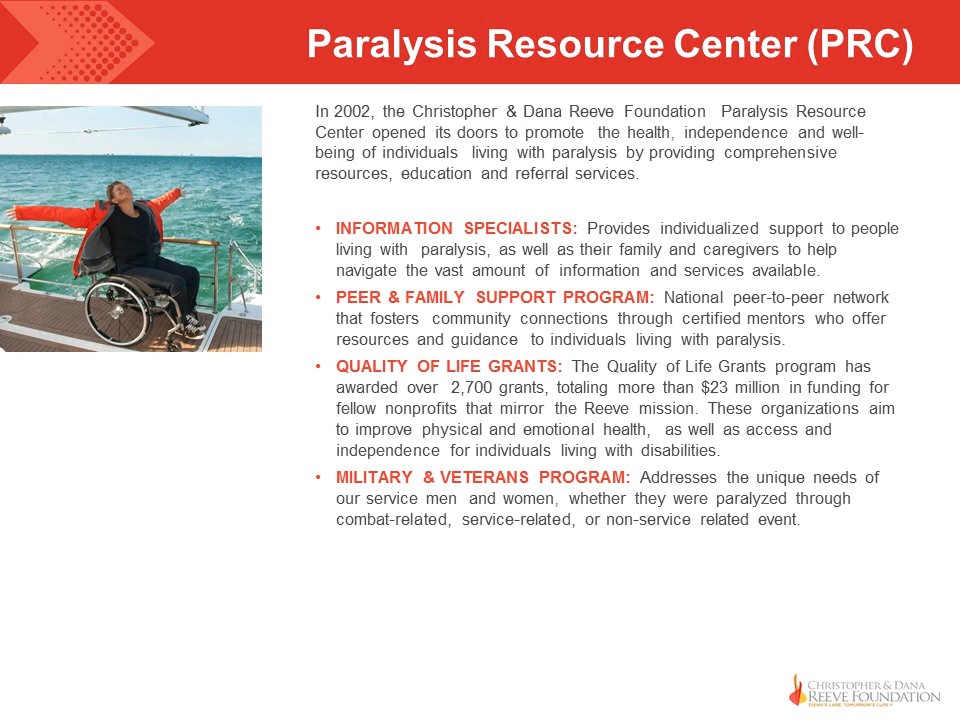 Paralysis Resource Center (PRC)
In 2002, the Christopher & Dana Reeve Foundation Paralysis Resource
Center opened its doors to promote the health, independence and well-
being of individuals living with paralysis by providing comprehensive
resources, education and referral services.
• INFORMATION SPECIALISTS: Provides individualized support to people
living with paralysis, as well as their family and caregivers to help
navigate the vast amount of information and services available.
• PEER & FAMILY SUPPORT PROGRAM: National peer-to-peer network
that fosters community connections through certified mentors who offer
resources and guidance to individuals living with paralysis.
• QUALITY OF LIFE GRANTS: The Quality of Life Grants program has
awarded over 2,700 grants, totaling more than $23 million in funding for
fellow nonprofits that mirror the Reeve mission. These organizations aim
to improve physical and emotional health, as well as access and
independence for individuals living with disabilities.
• MILITARY & VETERANS PROGRAM: Addresses the unique needs of
our service men and women, whether they were paralyzed through
combat-related, service-related, or non-service related event.
CHRISTOPHER & DANA
REEVE FOUNDATION
TODAY'S CARE. TOMORROW'S CURE.®